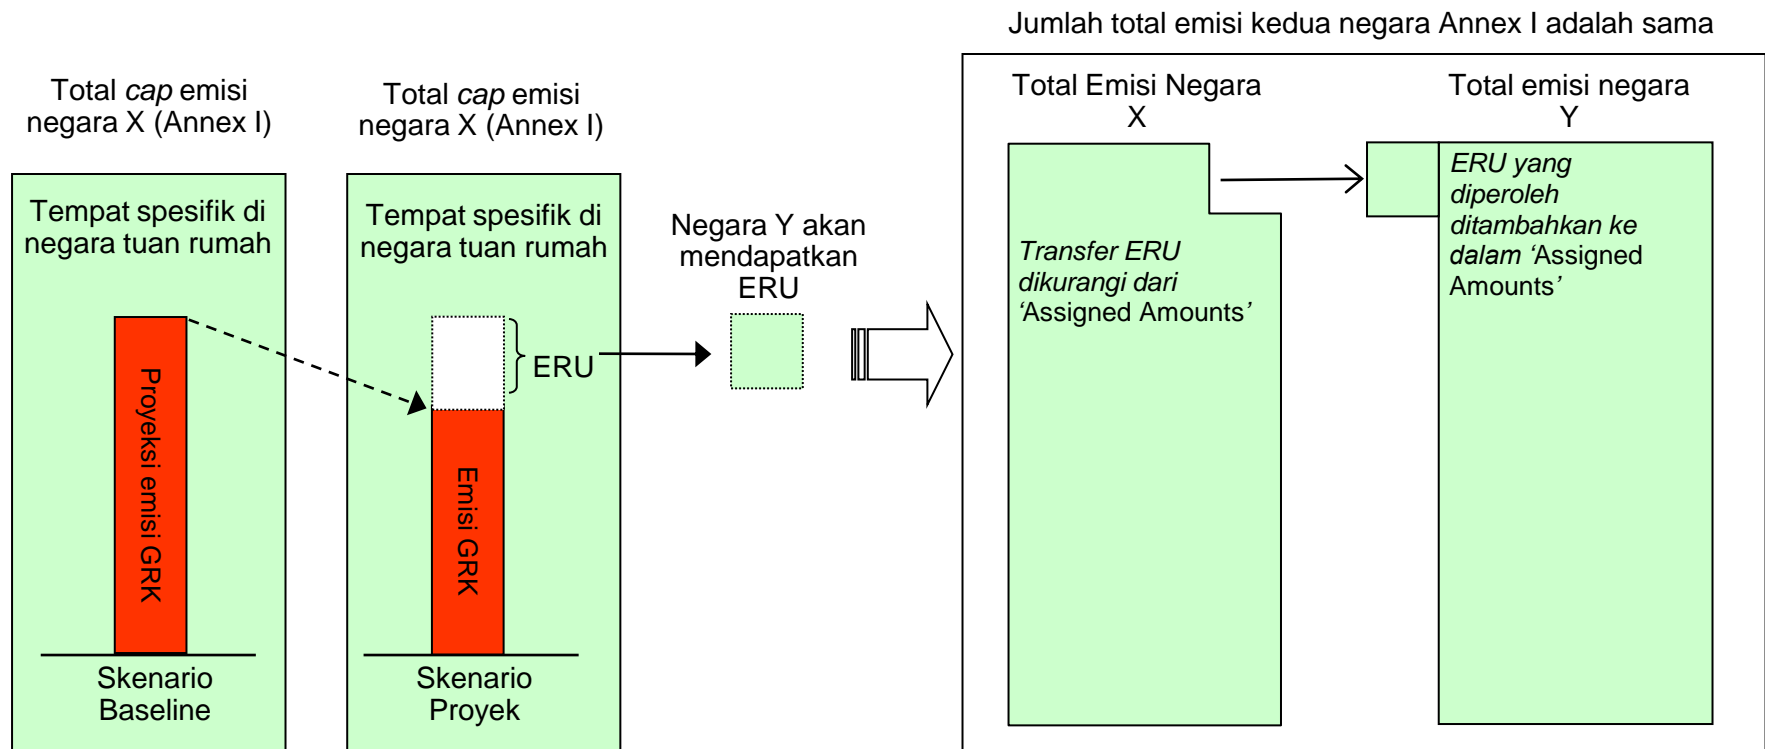 Jumlah total emisi kedua negara Annex I adalah sama
Total cap emisi
negara X (Annex I)
Tempat spesifik di
negara tuan rumah
Proyeksi emisi GRK
Skenario
Baseline
Total cap emisi
negara X (Annex I)
Tempat spesifik di
negara tuan rumah
ERU
Emisi GRK
Skenario
Proyek
Negara Y akan
mendapatkan
ERU
Total Emisi Negara
X
Transfer ERU
dikurangi dari
‘Assigned Amounts’
Total emisi negara
Y
ERU yang
diperoleh
ditambahkan ke
dalam ‘Assigned
Amounts’